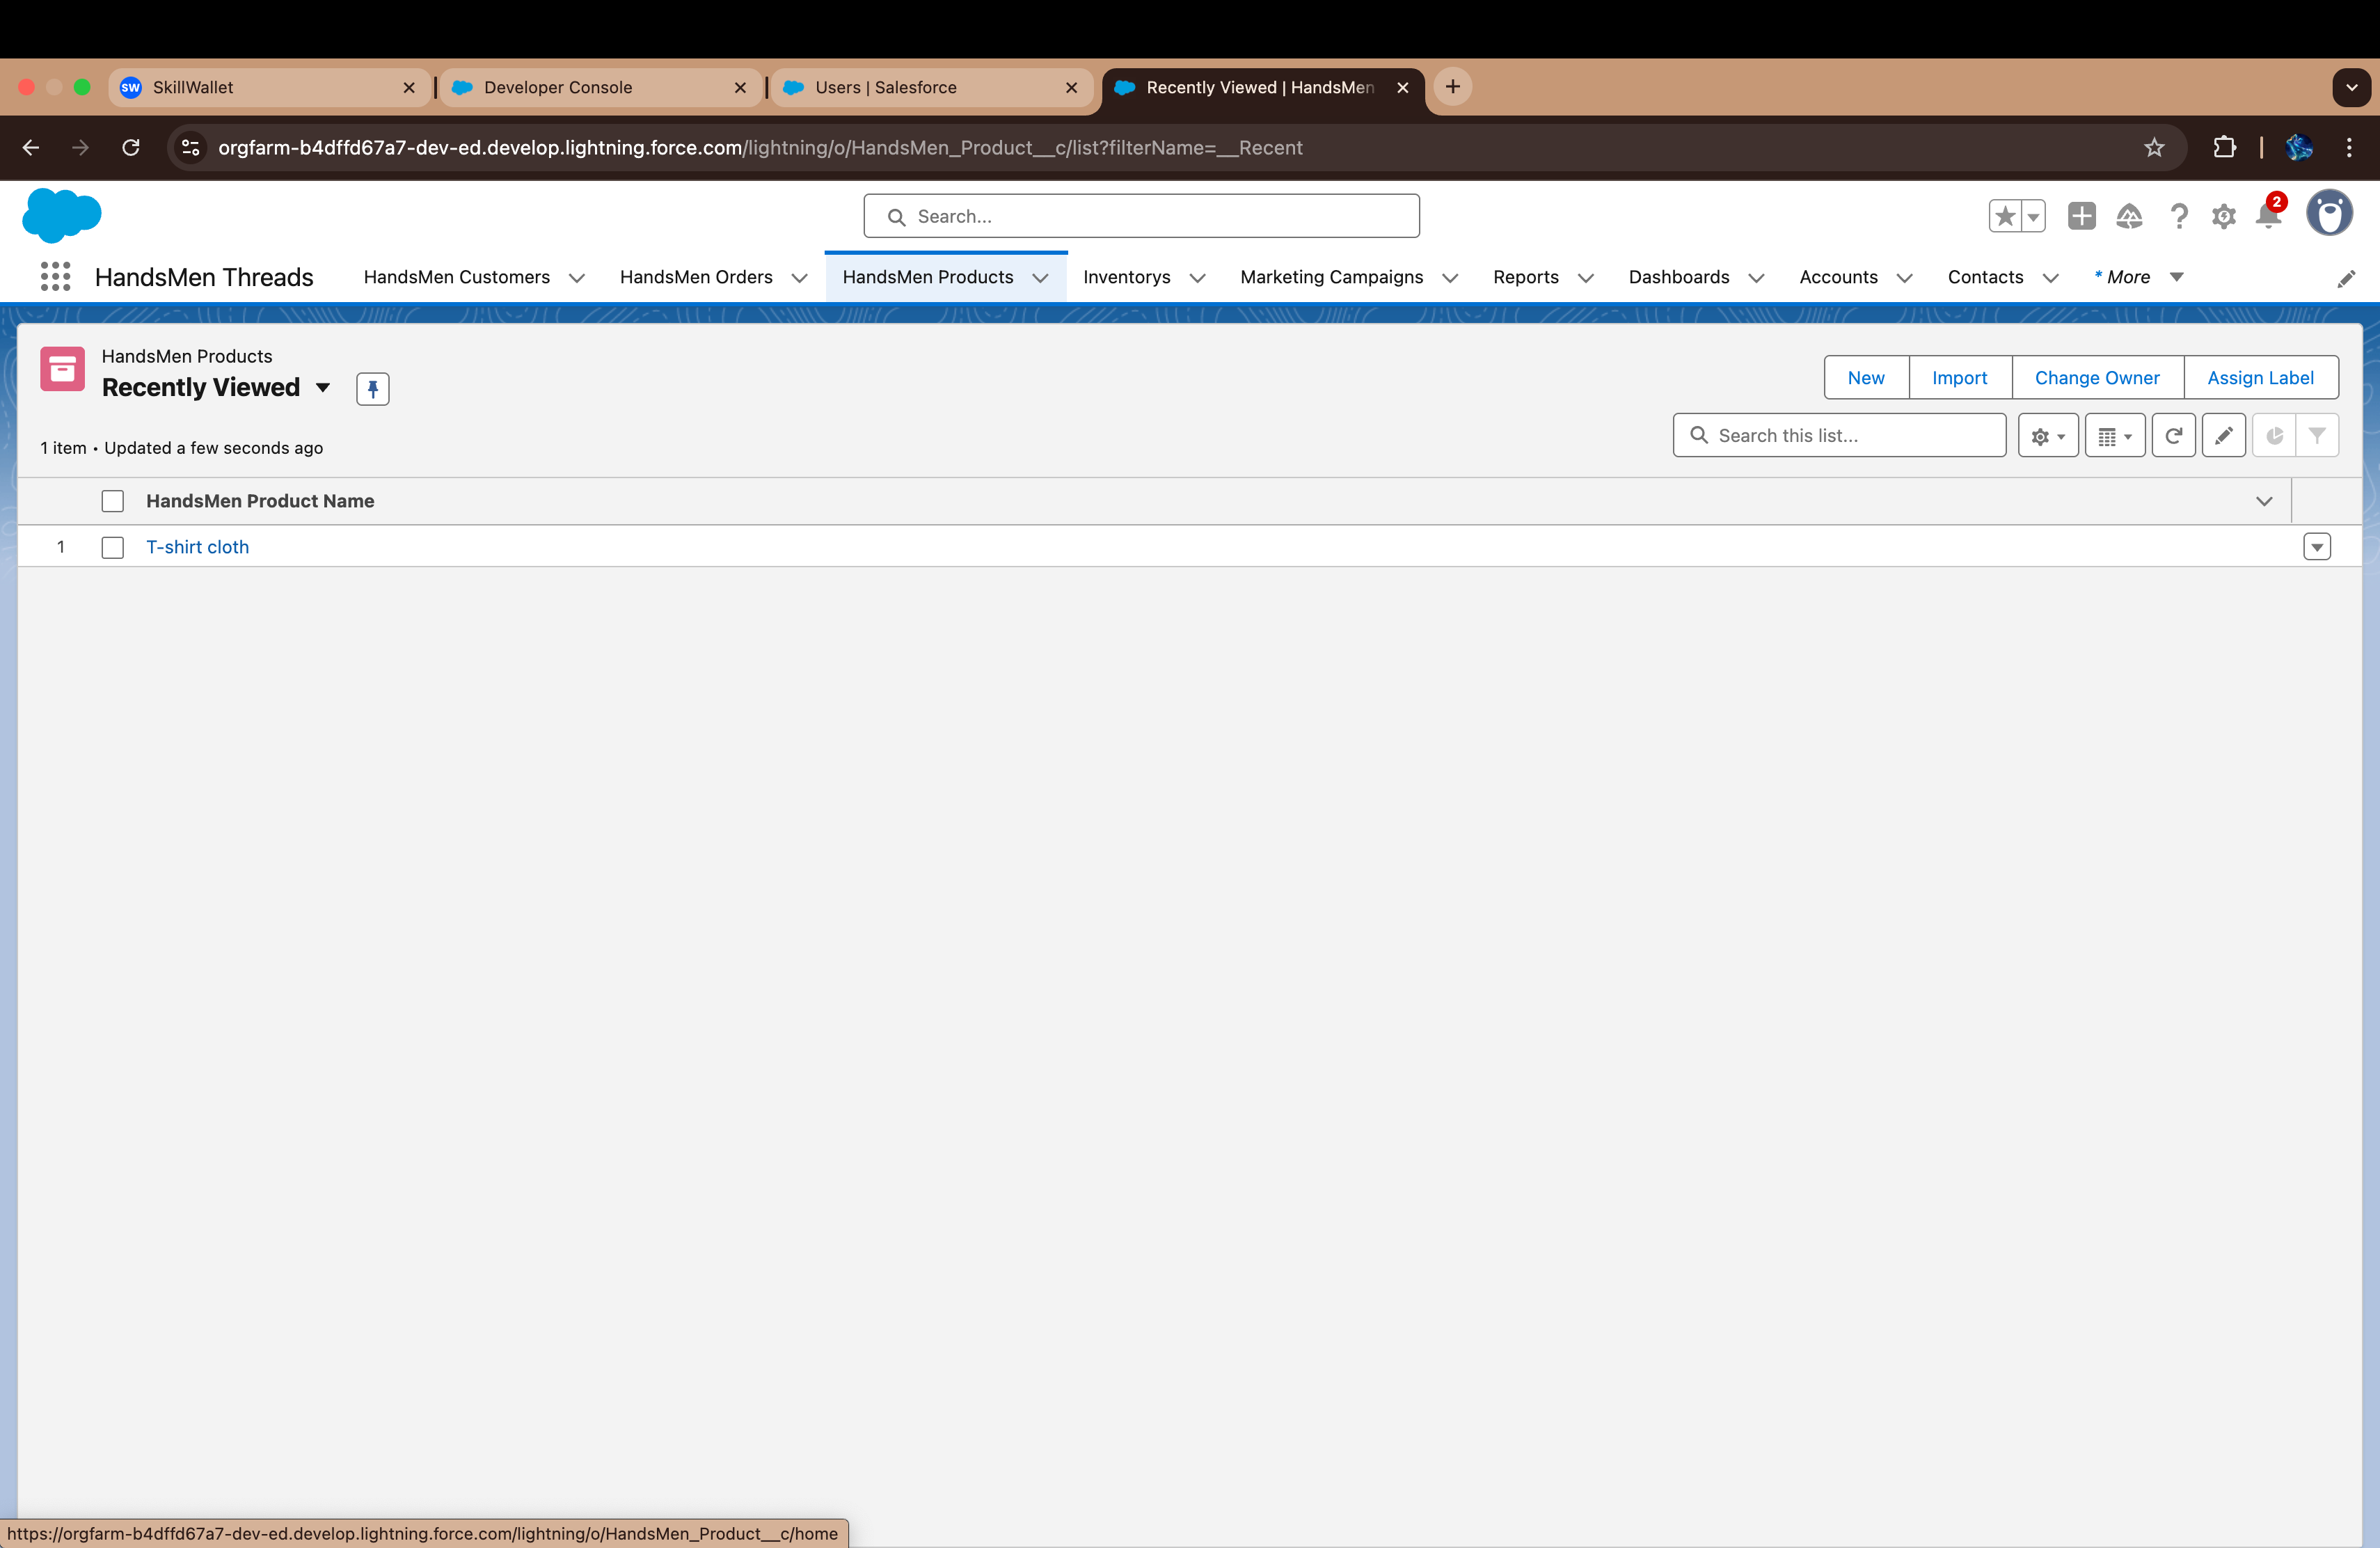 SW SkillWallet
Developer Console
Users | Salesforce
Recently Viewed | HandsMen
orgfarm-b4dffd67a7-dev-ed.develop.lightning.force.com/lightning/o/HandsMen_Product__c/list?filterName=__Recent
Search...
2
HandsMen Threads
HandsMen Customers
HandsMen Orders
HandsMen Products
Inventorys
Marketing Campaigns
Reports
Dashboards
Accounts
Contacts
* More
HandsMen Products
Recently Viewed
New
Import
Change Owner
Assign Label
1 item • Updated a few seconds ago
Search this list...
HandsMen Product Name
1 T-shirt cloth
https://orgfarm-b4dffd67a7-dev-ed.develop.lightning.force.com/lightning/o/HandsMen_Product__c/home